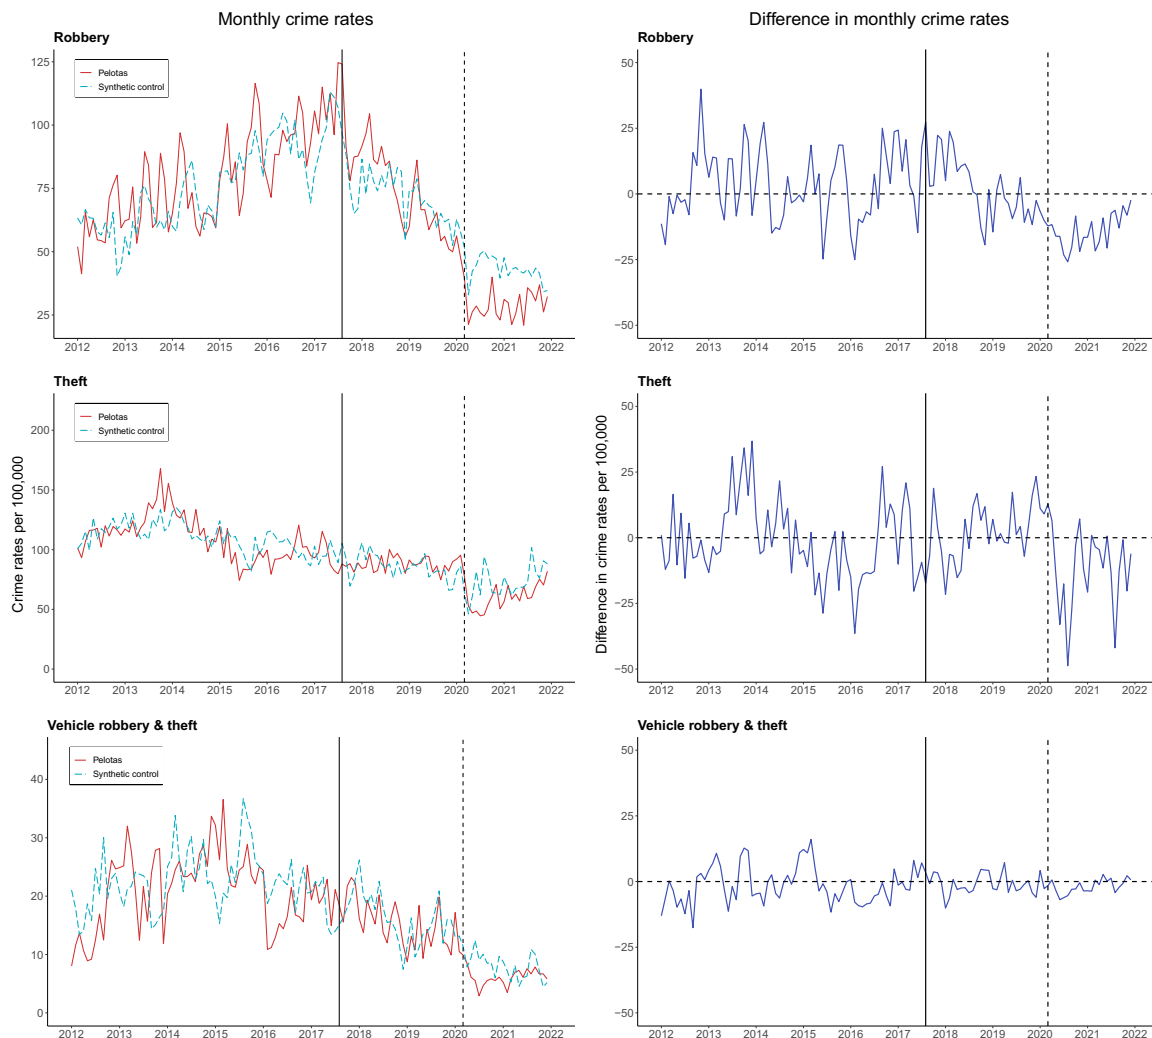 Monthly crime rates
Difference in monthly crime rates
Robbery
Robbery
125
100
75
50
25
Pelotas
Synthetic control
2012 2013 2014 2015 2016 2017 2018 2019 2020 2021 2022
50
25
0
−25
−50
2012 2013 2014 2015 2016 2017 2018 2019 2020 2021 2022
Crime rates per 100,000
Theft
200
150
100
50
0
Pelotas
Synthetic control
2012 2013 2014 2015 2016 2017 2018 2019 2020 2021 2022
Difference in crime rates per 100,000
Theft
50
25
0
−25
−50
2012 2013 2014 2015 2016 2017 2018 2019 2020 2021 2022
Vehicle robbery & theft
40
30
20
10
0
Pelotas
Synthetic control
2012 2013 2014 2015 2016 2017 2018 2019 2020 2021 2022
Vehicle robbery & theft
50
25
0
−25
−50
2012 2013 2014 2015 2016 2017 2018 2019 2020 2021 2022